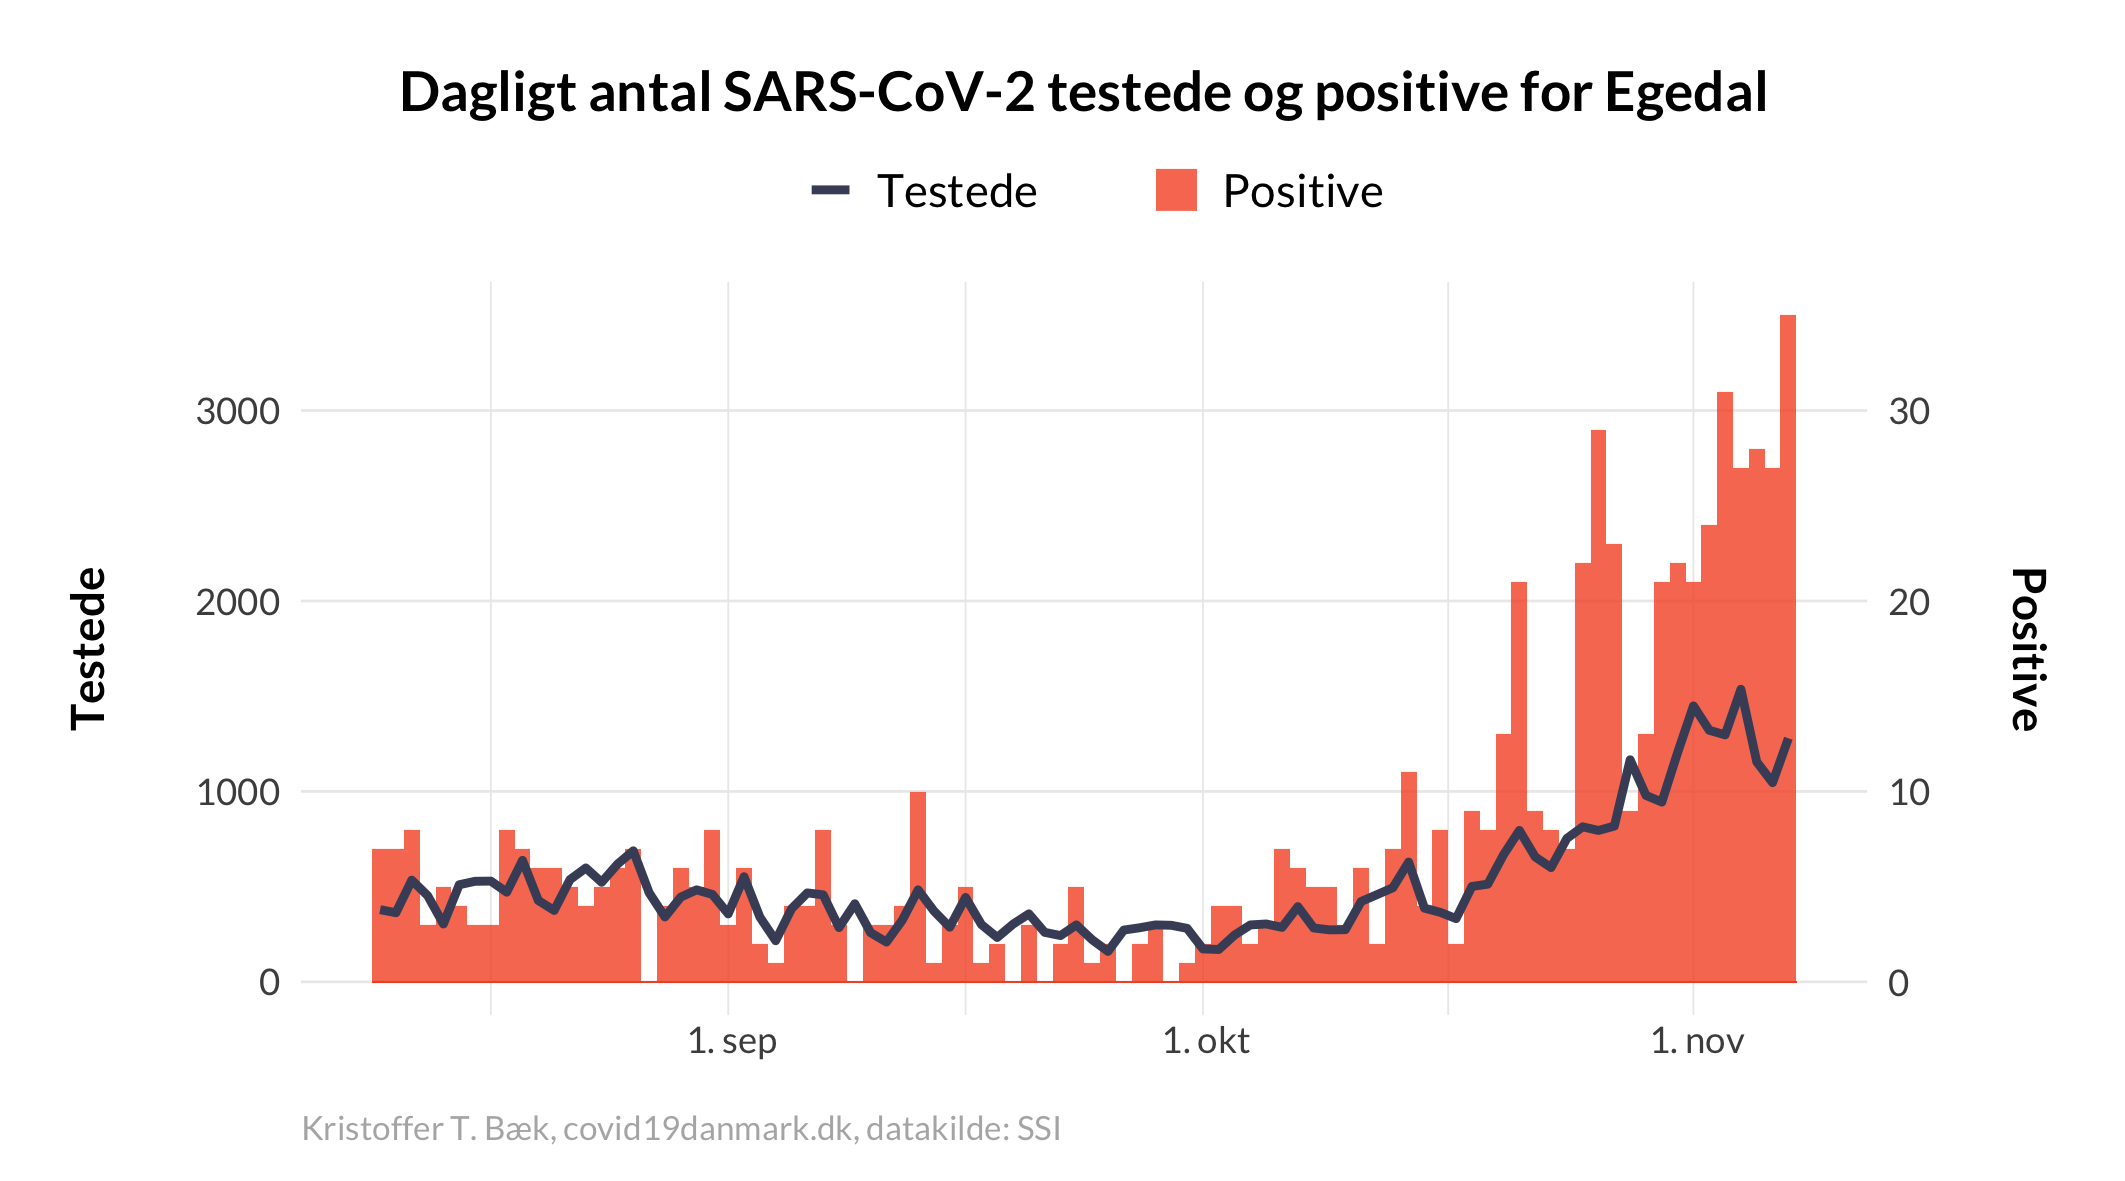 Dagligt antal SARS-CoV-2 testede og positive for Egedal
Testede
Positive
Testede
3000
2000
1000
0
30
20
10
0
Positive
1. sep
1. okt
1. nov
Kristoffer T. Bæk, covid19danmark.dk, datakilde: SSI